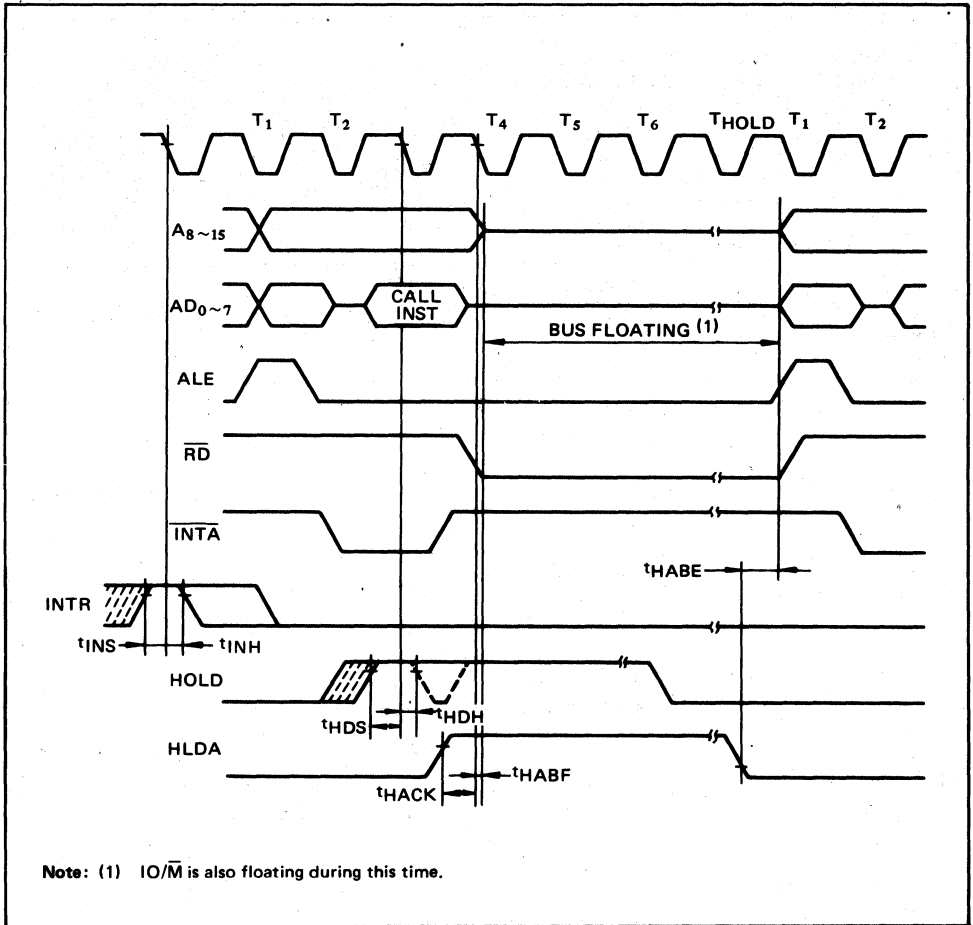 T1 T2 T4 T5 T6 THOLD T1 T2
A8~15
AD0~7
CALL
INST
BUS FLOATING (1)
ALE
RD
INTA
tHABE
INTR
tINS
tINH
HOLD
tHDS
tHDH
HLDA
tHABF
tHACK
Note: (1) IO/M̅ is also floating during this time.